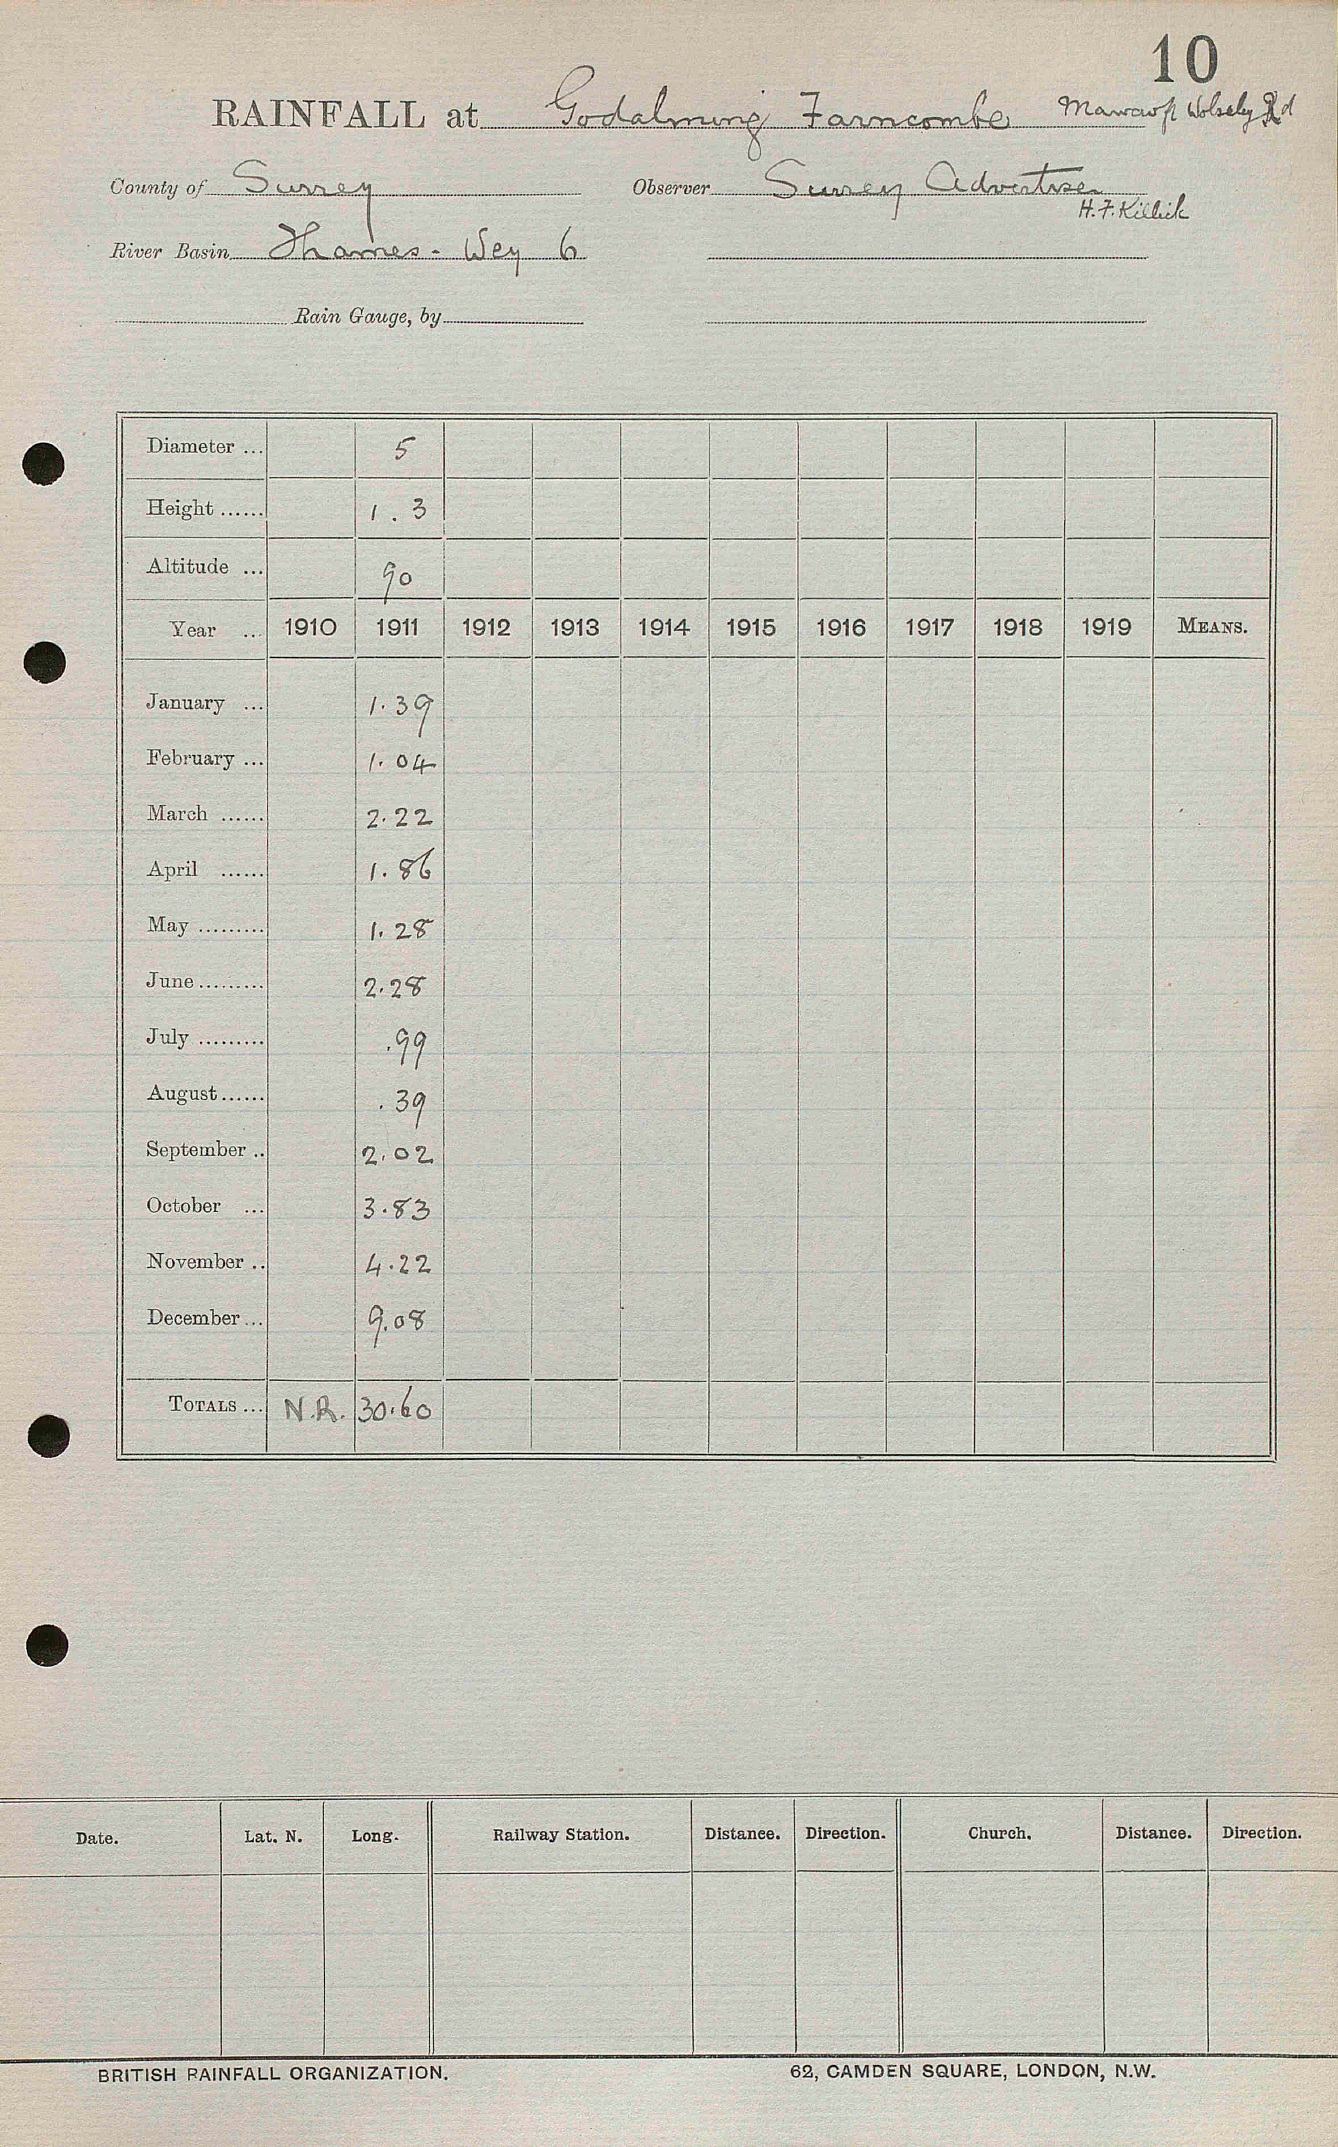 10
RAINFALL at Godalming Farncombe Wolsely Rd
County of Surrey Observer Surrey Advertiser
H. F. Killick
River Basin Thames - Wey 6
Rain Gauge, by
Diameter ... 5
Height ...... 1.3
Altitude ... 90
Year ... 1910 1911 1912 1913 1914 1915 1916 1917 1918 1919 MEANS.
January ... 1.39
February ... 1.04
March ...... 2.22
April ...... 1.86
May ......... 1.28
June ......... 2.28
July ......... .99
August ...... .39
September .. 2.02
October ... 3.83
November .. 4.22
December ... 9.08
TOTALS ... N.R. 30.60
Date. Lat. N. Long. Railway Station. Distance. Direction. Church. Distance. Direction.
BRITISH RAINFALL ORGANIZATION. 62, CAMDEN SQUARE, LONDON, N.W.